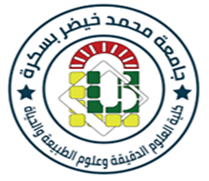 جامعة محمد خيضر بسكرة
كلية العلوم الدقيقة وعلوم الطبيعة والحياة